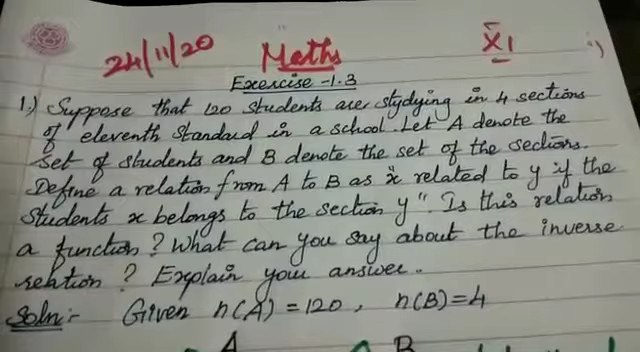 24/11/20 Maths XI i)
Exercise -1.3
1.) Suppose that 120 students are stydying in 4 sections
of eleventh standard in a school. Let A denote the
set of students and B denote the set of the sections.
Define a relation from A to B as "x related to y if the
students x belongs to the section y". Is this relation
a function? What can you say about the inverse
relation? Explain your answer.
Soln:- Given n(A) = 120, n(B) = 4
A B